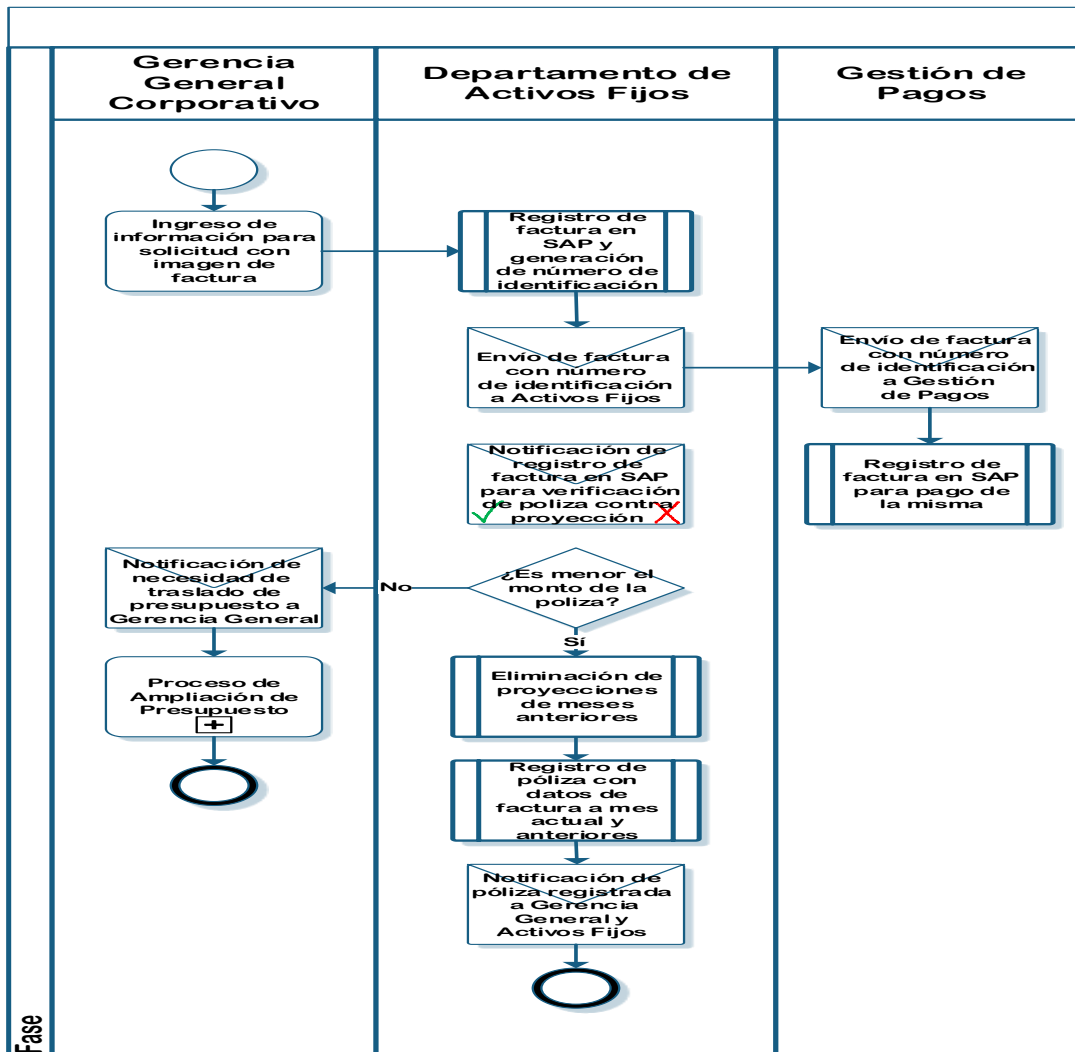 Gerencia
General
Corporativo
Departamento de
Activos Fijos
Gestión de
Pagos
Ingreso de
información para
solicitud con
imagen de
factura
Registro de
factura en
SAP y
generación
de número de
identificación
Envío de factura
con número
de identificación
a Activos Fijos
Envío de factura
con número
de identificación
a Gestión
de Pagos
Notificación de
registro de
factura en SAP
para verificación
de poliza contra
proyección
Registro de
factura en SAP
para pago de
la misma
Notificación de
necesidad de
traslado de
presupuesto a
Gerencia General
No
¿Es menor el
monto de la
poliza?
Sí
Proceso de
Ampliación de
Presupuesto
Eliminación de
proyecciones
de meses
anteriores
Registro de
póliza con
datos de
factura a mes
actual y
anteriores
Notificación de
póliza registrada
a Gerencia
General y
Activos Fijos
Fase